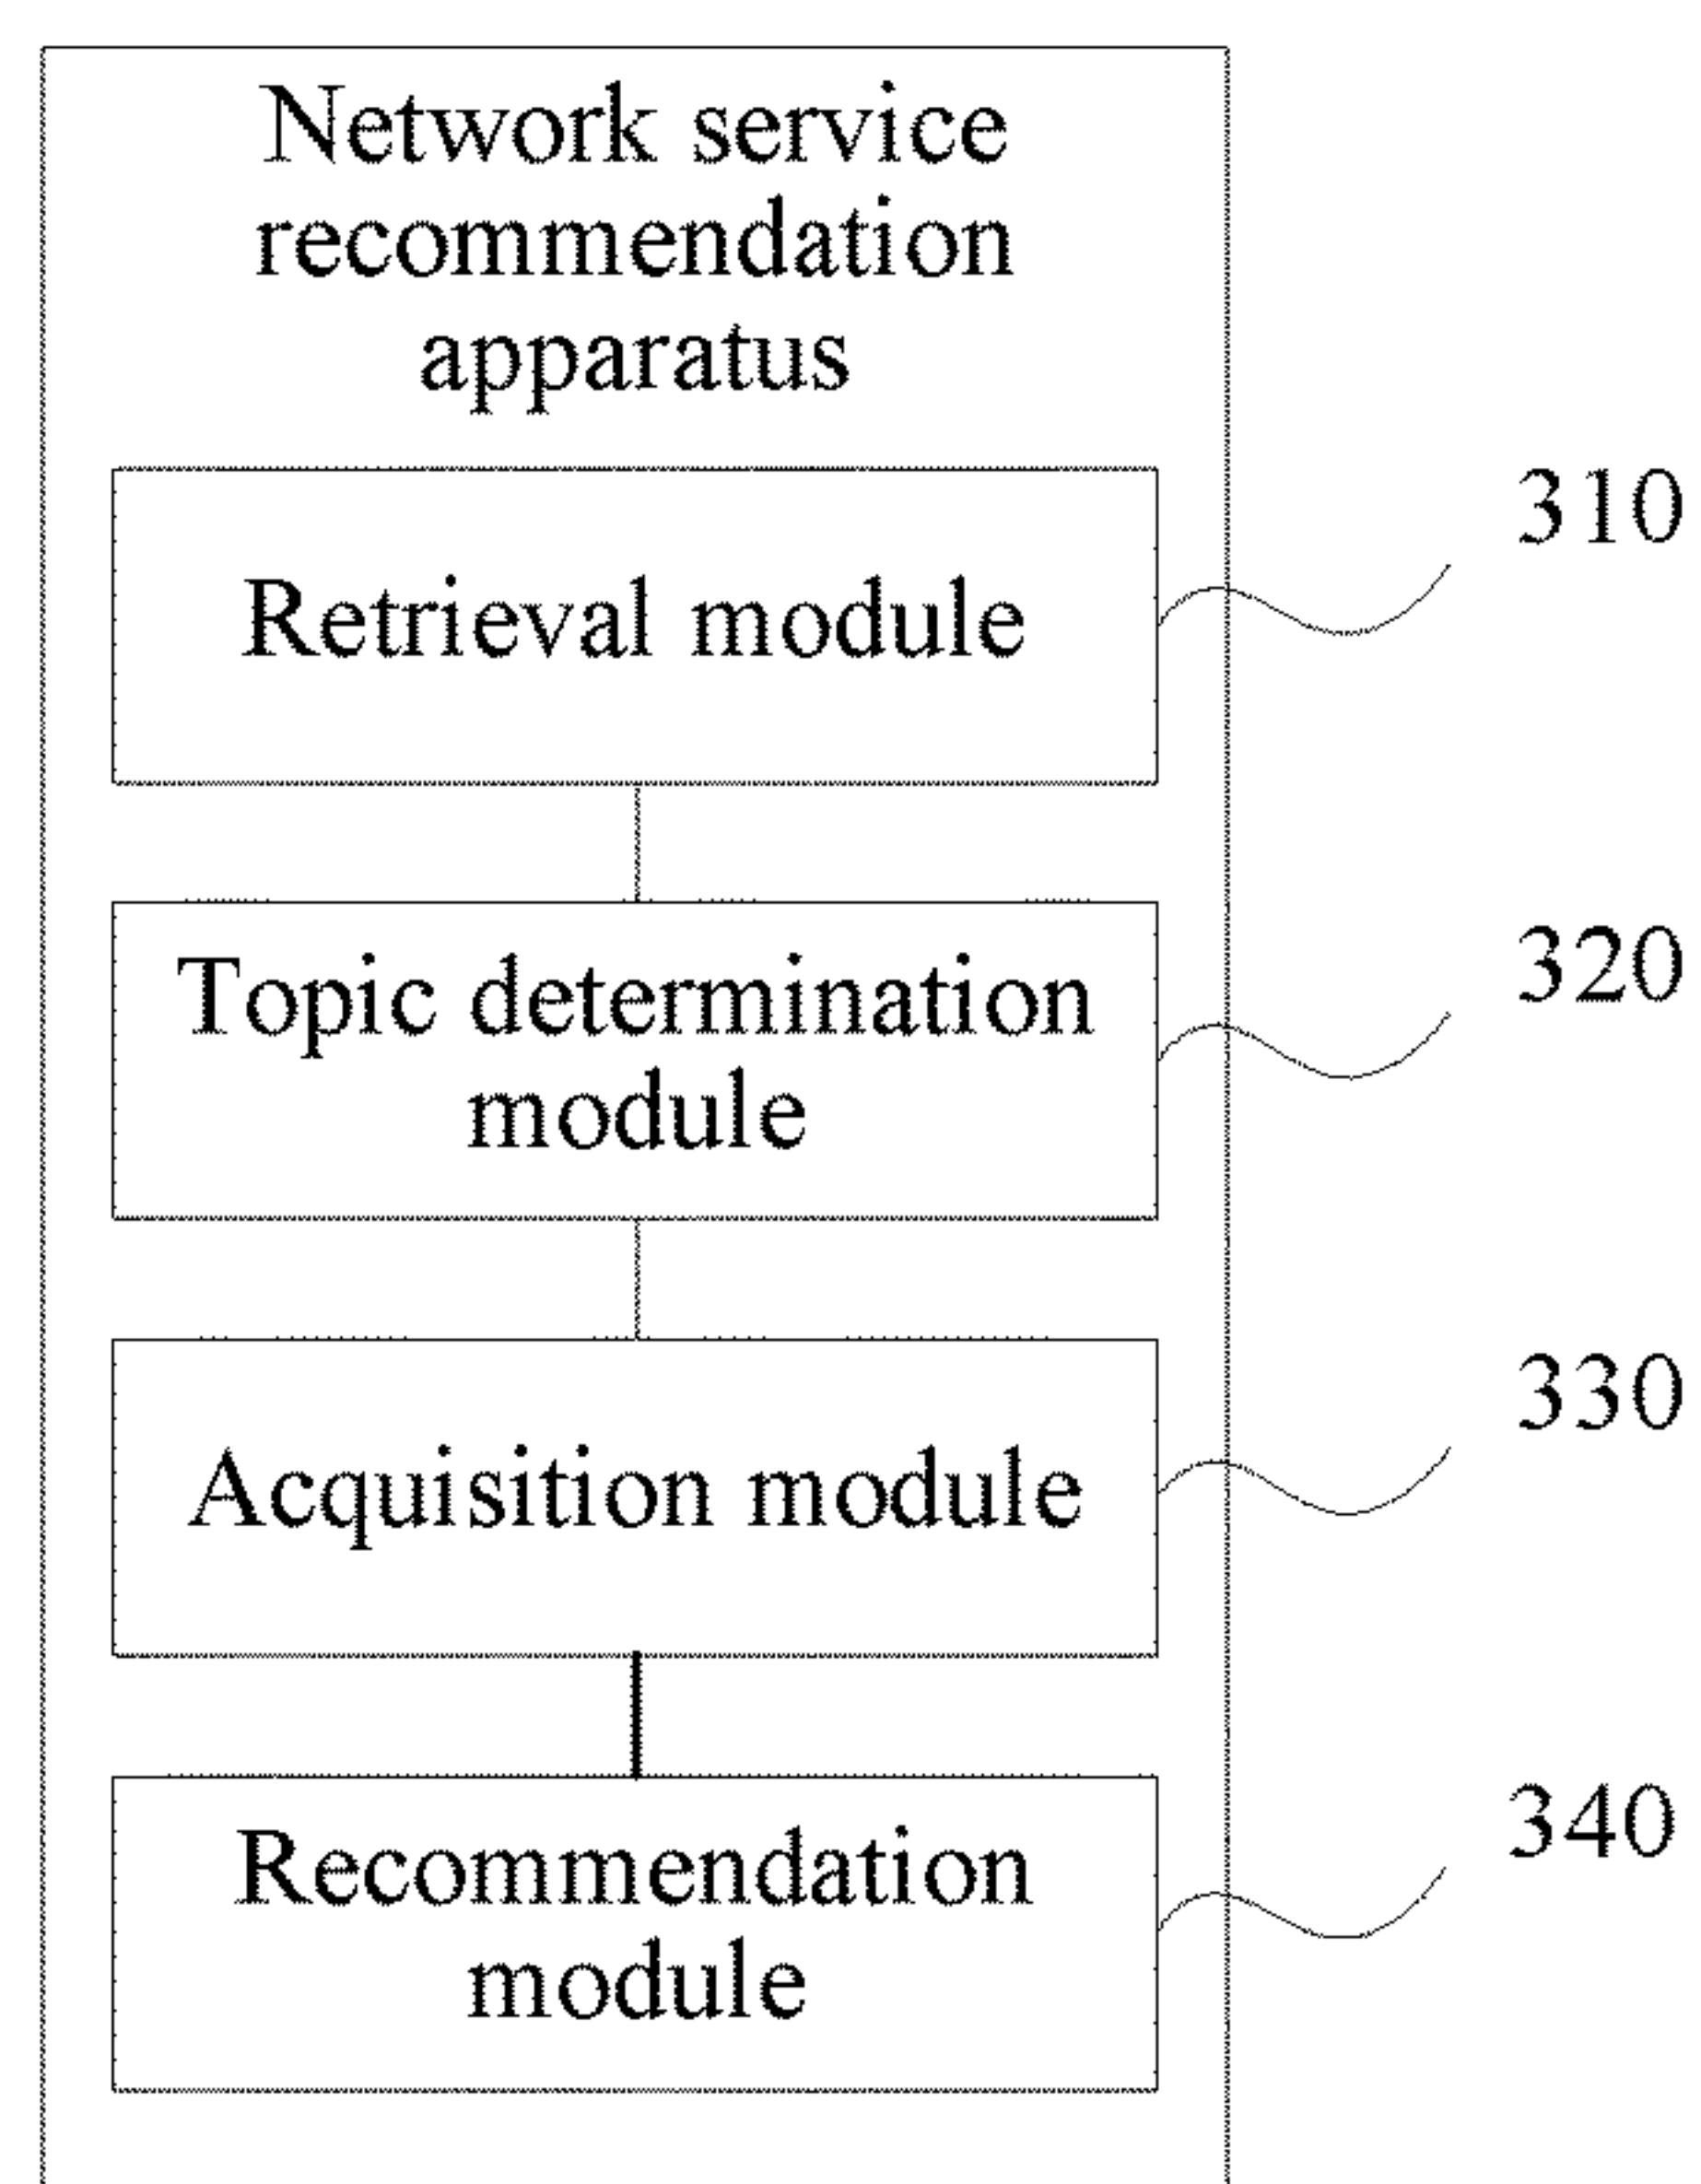 Network service
recommendation
apparatus
310
Retrieval module
320
Topic determination
module
330
Acquisition module
340
Recommendation
module